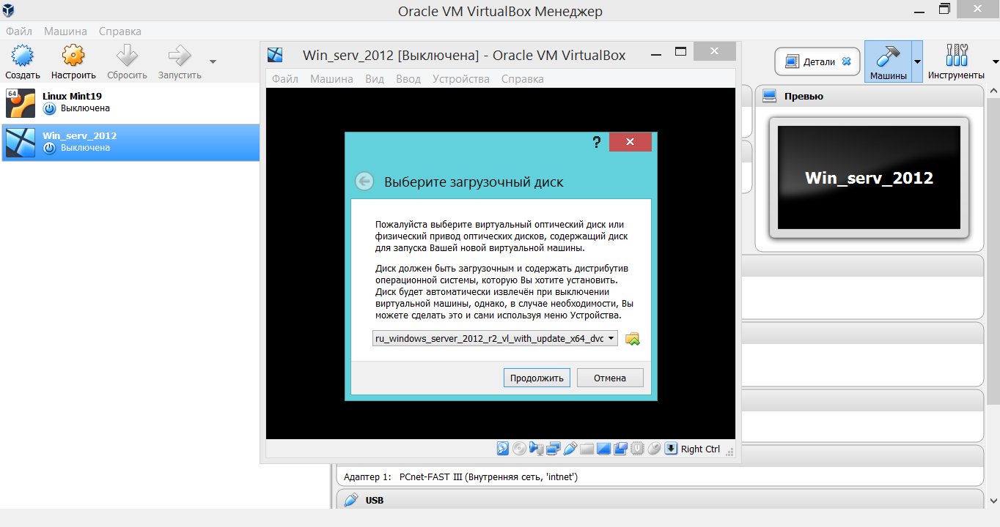 Oracle VM VirtualBox Менеджер
Файл Машина Справка
Создать Настроить Сбросить Запустить
Детали Машины Инструменты
64
Linux Mint19
Выключена
Win_serv_2012
Выключена
Win_serv_2012 [Выключена] - Oracle VM VirtualBox
Файл Машина Вид Ввод Устройства Справка
?
Выберите загрузочный диск
Пожалуйста выберите виртуальный оптический диск или
физический привод оптических дисков, содержащий диск
для запуска Вашей новой виртуальной машины.
Диск должен быть загрузочным и содержать дистрибутив
операционной системы, которую Вы хотите установить.
Диск будет автоматически извлечён при выключении
виртуальной машины, однако, в случае необходимости, Вы
можете сделать это и сами используя меню Устройства.
ru_windows_server_2012_r2_vl_with_update_x64_dvd
Продолжить Отмена
Right Ctrl
Превью
Win_serv_2012
Адаптер 1: PCnet-FAST III (Внутренняя сеть, 'intnet')
USB